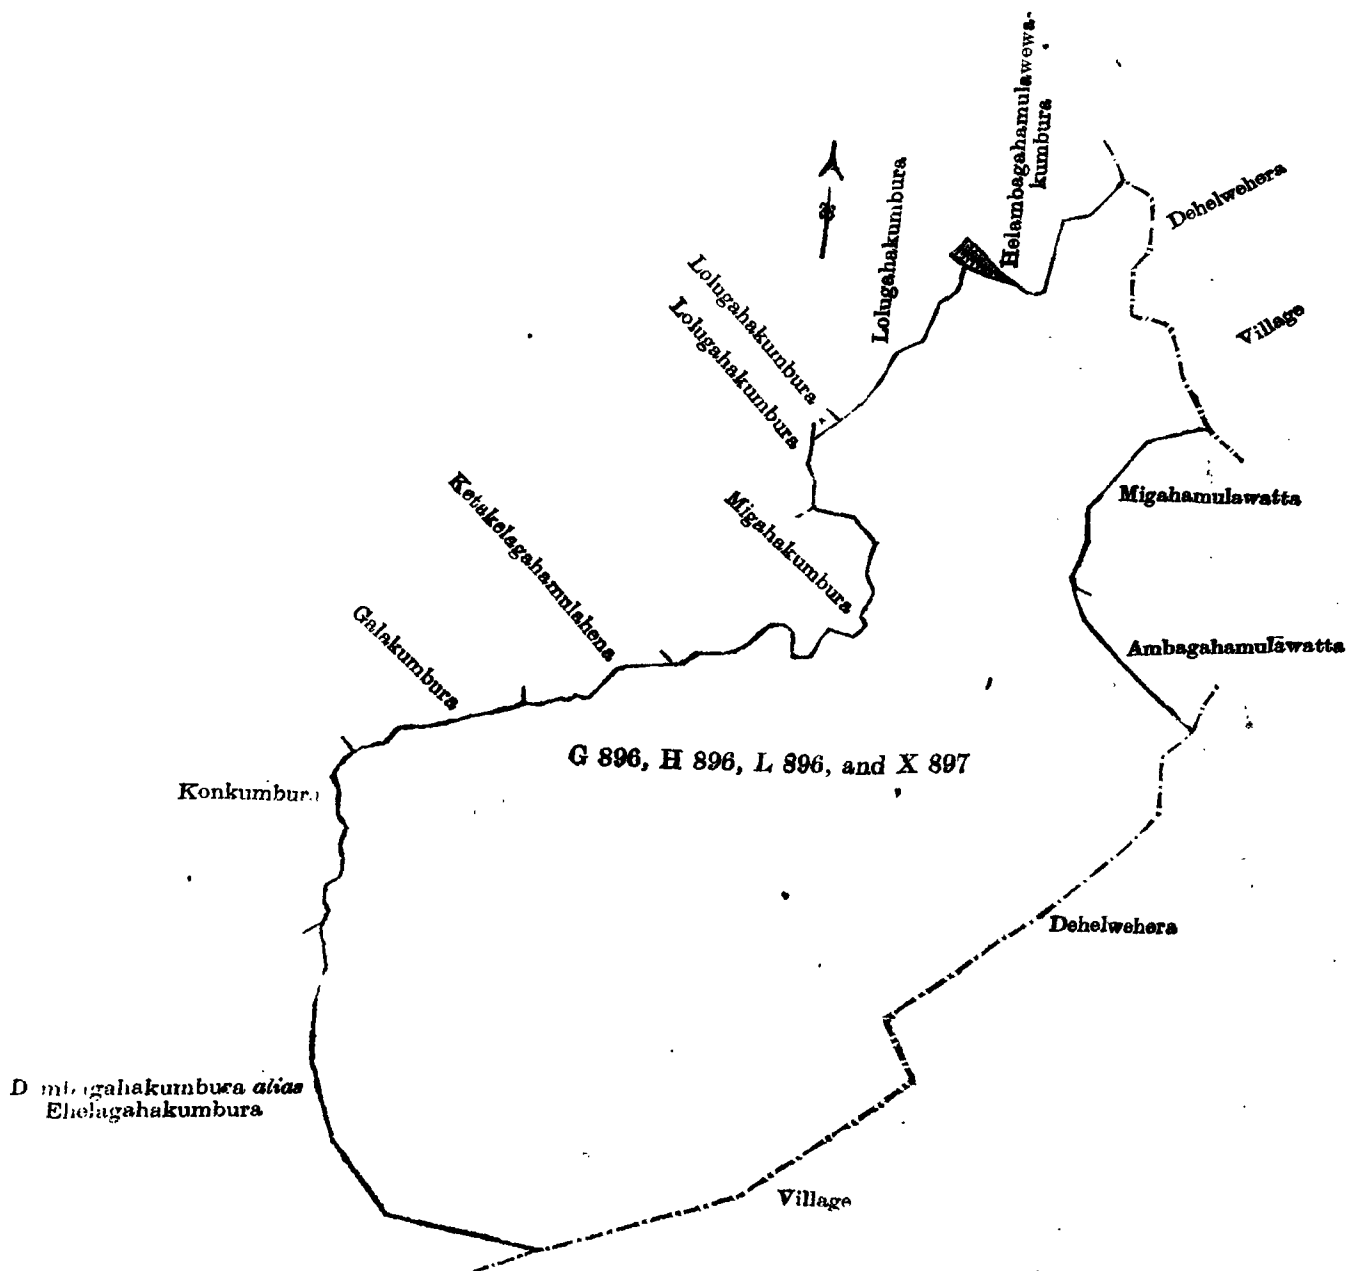 Helambagahamulawewa-
kumbura
Dehelwehera
Lolugahakumbura
Lolugahakumbura
Lolugahakumbura
Village
Ketakelagahamulahena
Migahakumbura
Migahamulawatta
Galakumbura
Ambagahamulawatta
G 896, H 896, L 896, and X 897
Dehelwehera
alias
Ehelagahakumbura
Village